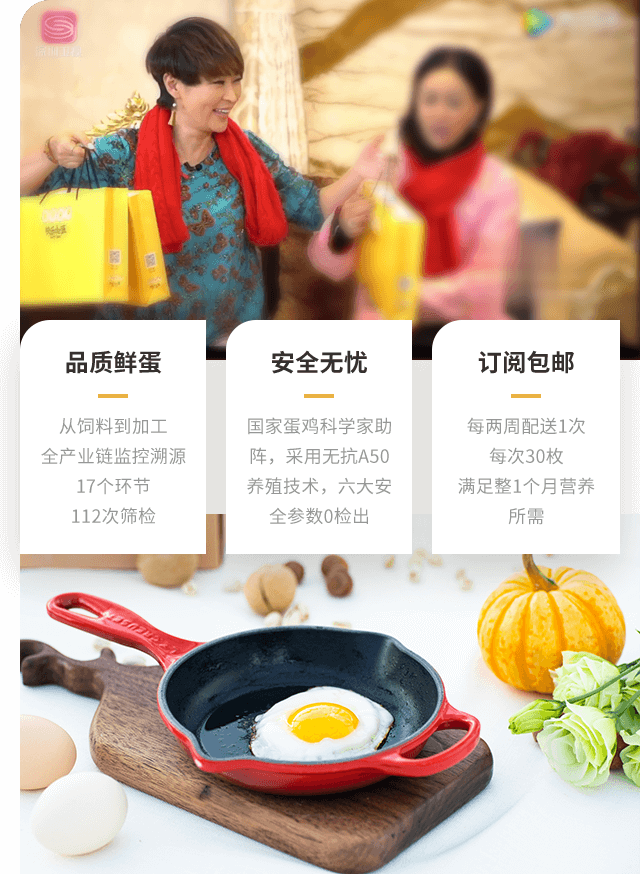 品质鲜蛋
从饲料到加工
全产业链监控溯源
17个环节
112次筛检
安全无忧
国家蛋鸡科学家助
阵，采用无抗A50
养殖技术，六大安
全参数0检出
订阅包邮
每两周配送1次
每次30枚
满足整1个月营养
所需